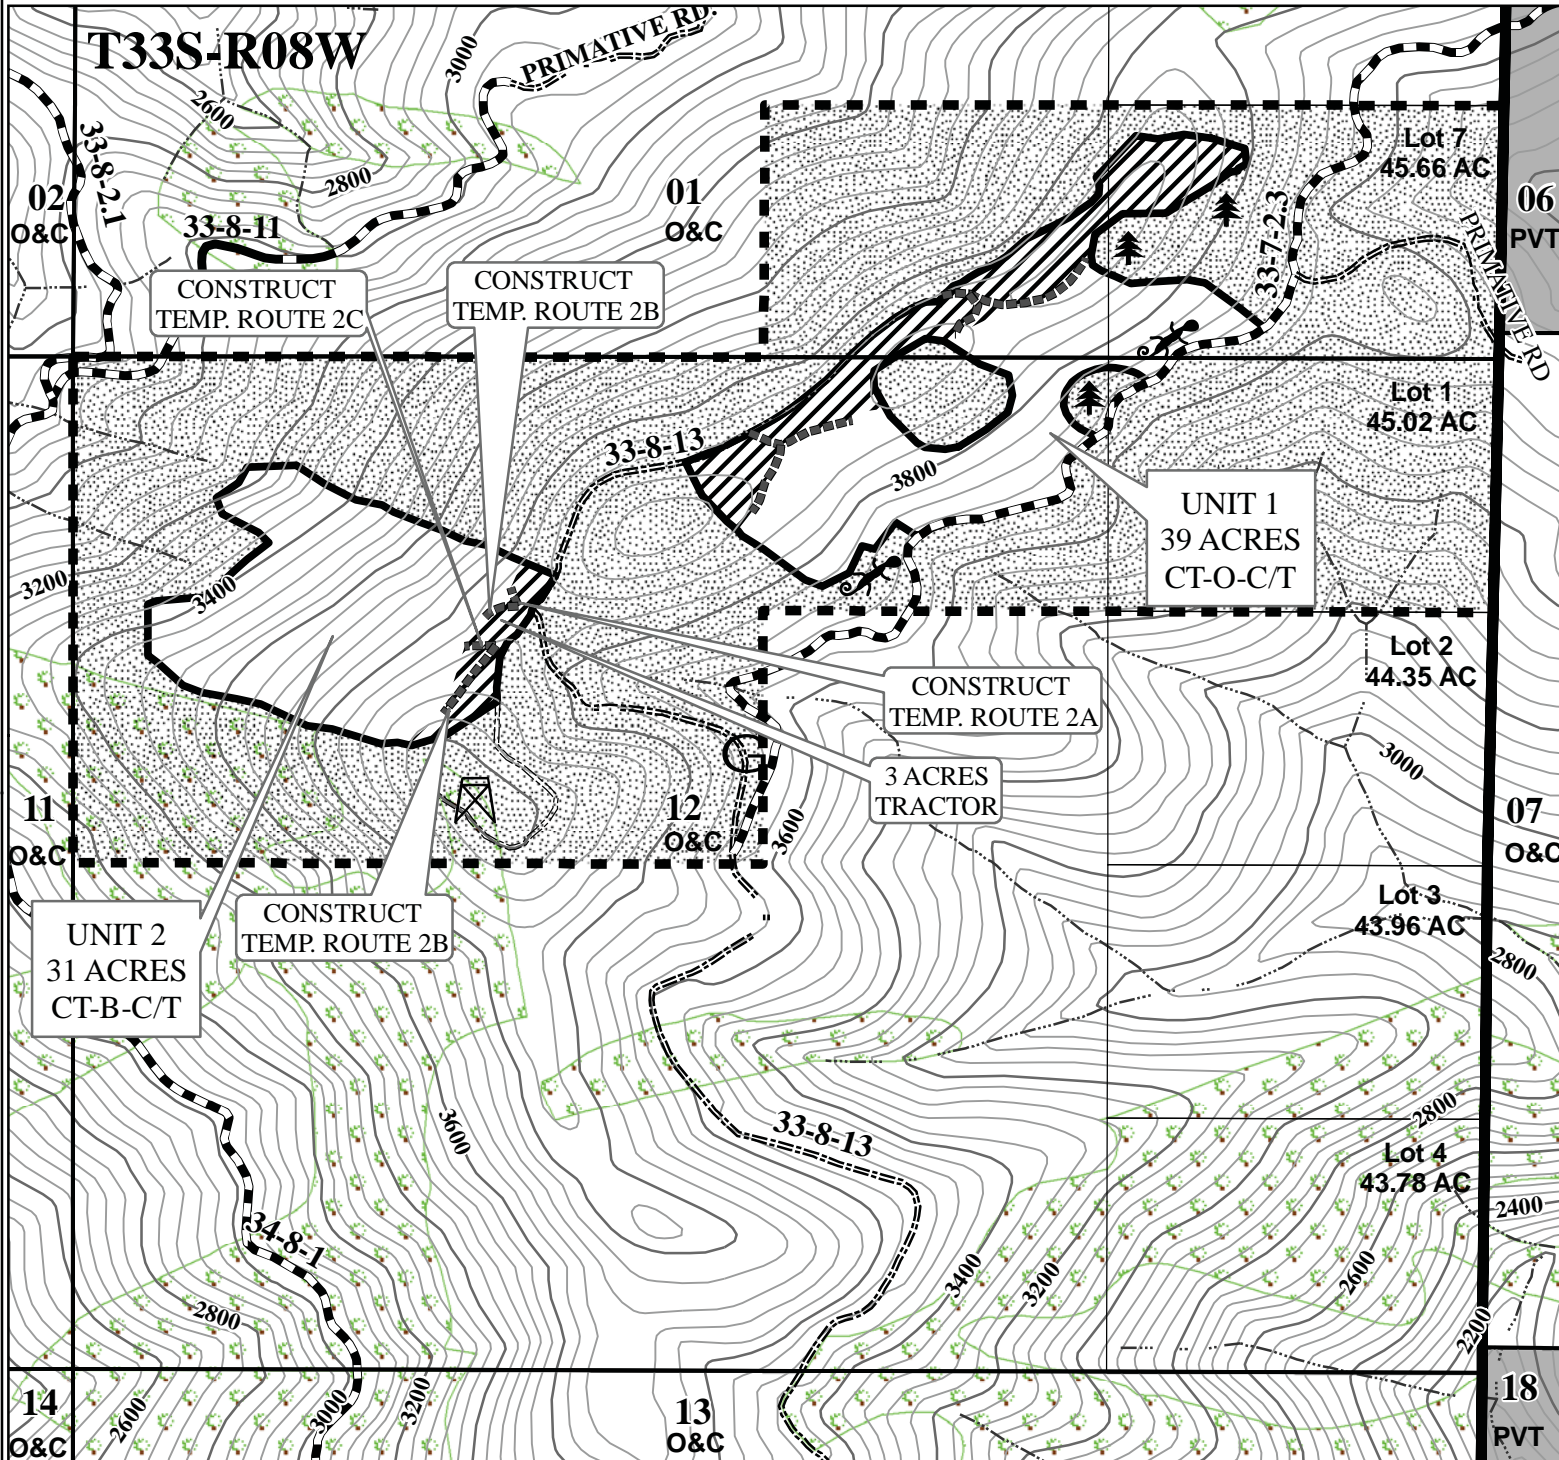 T33S-R08W
PRIMATIVE RD.
3000
2600
33-8-2.1
2800
02
O&C
33-8-11
01
O&C
Lot 7
45.66 AC
06
PVT
33-7-2.3
PRIMATIVE RD
CONSTRUCT
TEMP. ROUTE 2C
CONSTRUCT
TEMP. ROUTE 2B
Lot 1
45.02 AC
33-8-13
3800
UNIT 1
39 ACRES
CT-O-C/T
3200
3400
Lot 2
44.35 AC
CONSTRUCT
TEMP. ROUTE 2A
G
3 ACRES
TRACTOR
3000
11
O&C
12
O&C
3600
07
O&C
Lot 3
43.96 AC
2800
UNIT 2
31 ACRES
CT-B-C/T
CONSTRUCT
TEMP. ROUTE 2B
3600
33-8-13
2800
Lot 4
43.78 AC
2400
34-8-1
2800
3400
3200
2600
2200
14
O&C
2600
3000
3200
13
O&C
18
PVT